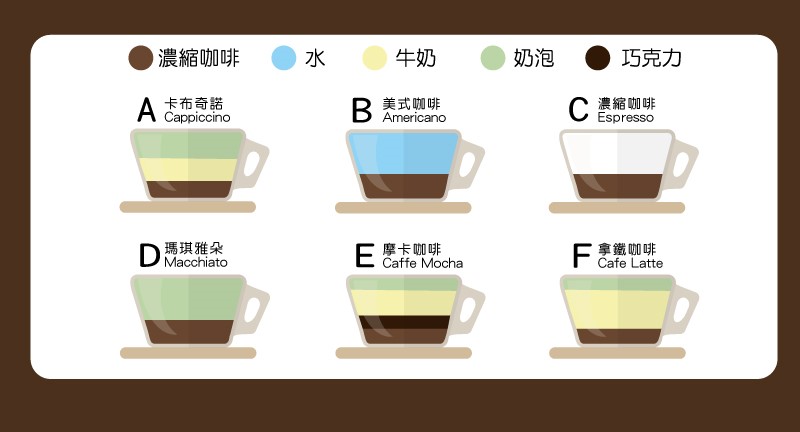 濃縮咖啡 水 牛奶 奶泡 巧克力
A 卡布奇諾
Cappiccino
B 美式咖啡
Americano
C 濃縮咖啡
Espresso
D 瑪琪雅朵
Macchiato
E 摩卡咖啡
Caffe Mocha
F 拿鐵咖啡
Cafe Latte